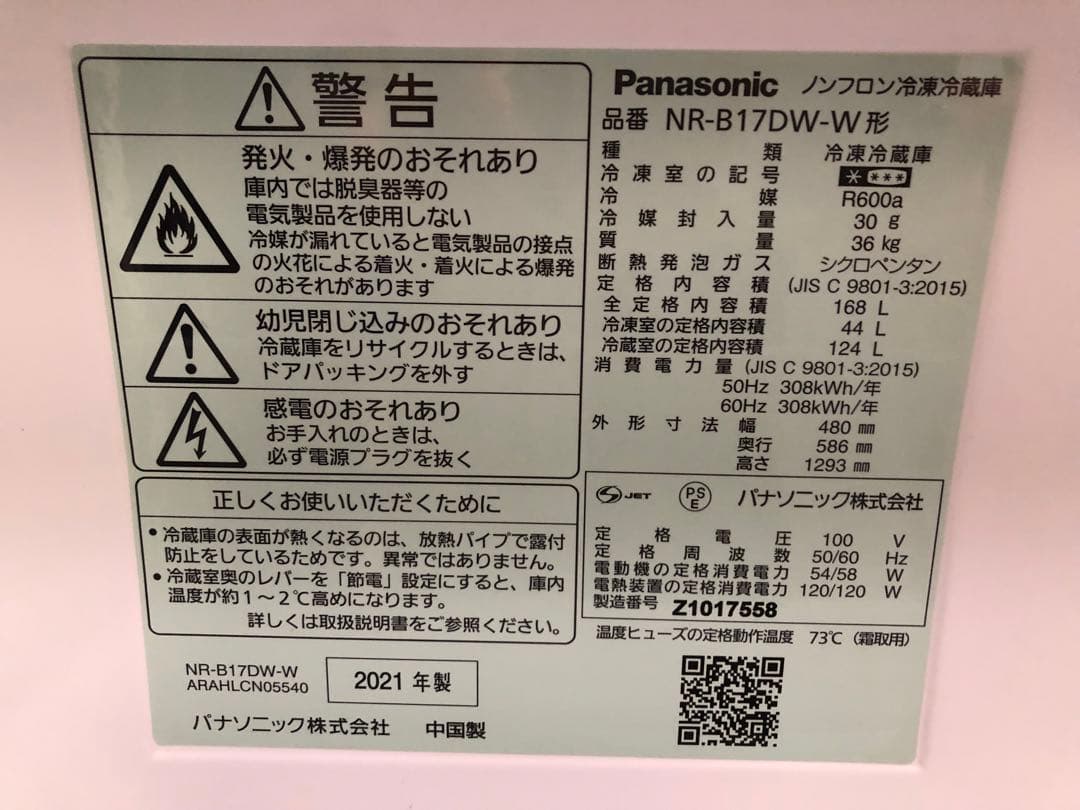 警告
発火・爆発のおそれあり
庫内では脱臭器等の
電気製品を使用しない
冷媒が漏れていると電気製品の接点
の火花による着火・着火による爆発
のおそれがあります
幼児閉じ込みのおそれあり
冷蔵庫をリサイクルするときは、
ドアパッキングを外す
感電のおそれあり
お手入れのときは、
必ず電源プラグを抜く
正しくお使いいただくために
•冷蔵庫の表面が熱くなるのは、放熱パイプで露付
防止をしているためです。異常ではありません。
•冷蔵室奥のレバーを「節電」設定にすると、庫内
温度が約1～2℃高めになります。
詳しくは取扱説明書をご参照ください。
NR-B17DW-W
ARAHLCN05540
2021 年製
パナソニック株式会社 中国製
Panasonic ノンフロン冷凍冷蔵庫
品番 NR-B17DW-W形
種類 冷凍冷蔵庫
冷凍室の記号 * ***
冷媒 R600a
冷媒封入量 30 g
質量 36 kg
断熱発泡ガス シクロペンタン
定格内容積 (JIS C 9801-3:2015)
全定格内容積 168 L
冷凍室の定格内容積 44 L
冷蔵室の定格内容積 124 L
消費電力量 (JIS C 9801-3:2015)
50Hz 308kWh/年
60Hz 308kWh/年
外形寸法 幅 480 mm
奥行 586 mm
高さ 1293 mm
JET PSE パナソニック株式会社
定格電圧 100 V
定格周波数 50/60 Hz
電動機の定格消費電力 54/58 W
電熱装置の定格消費電力 120/120 W
製造番号 Z1017558
温度ヒューズの定格動作温度 73℃（霜取用）